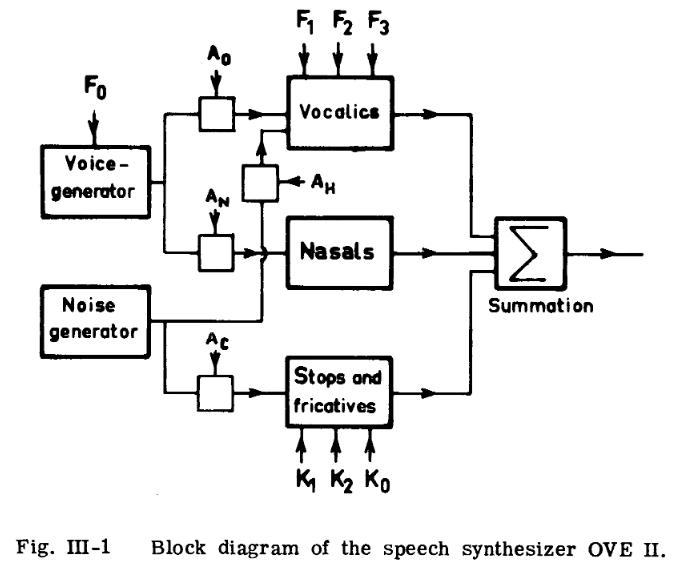 F1 F2 F3
A0
F0
Vocalics
Voice-
generator
AH
AN
Nasals
Σ
Summation
Noise
generator
AC
Stops and
fricatives
K1 K2 K0
Fig. III-1 Block diagram of the speech synthesizer OVE II.